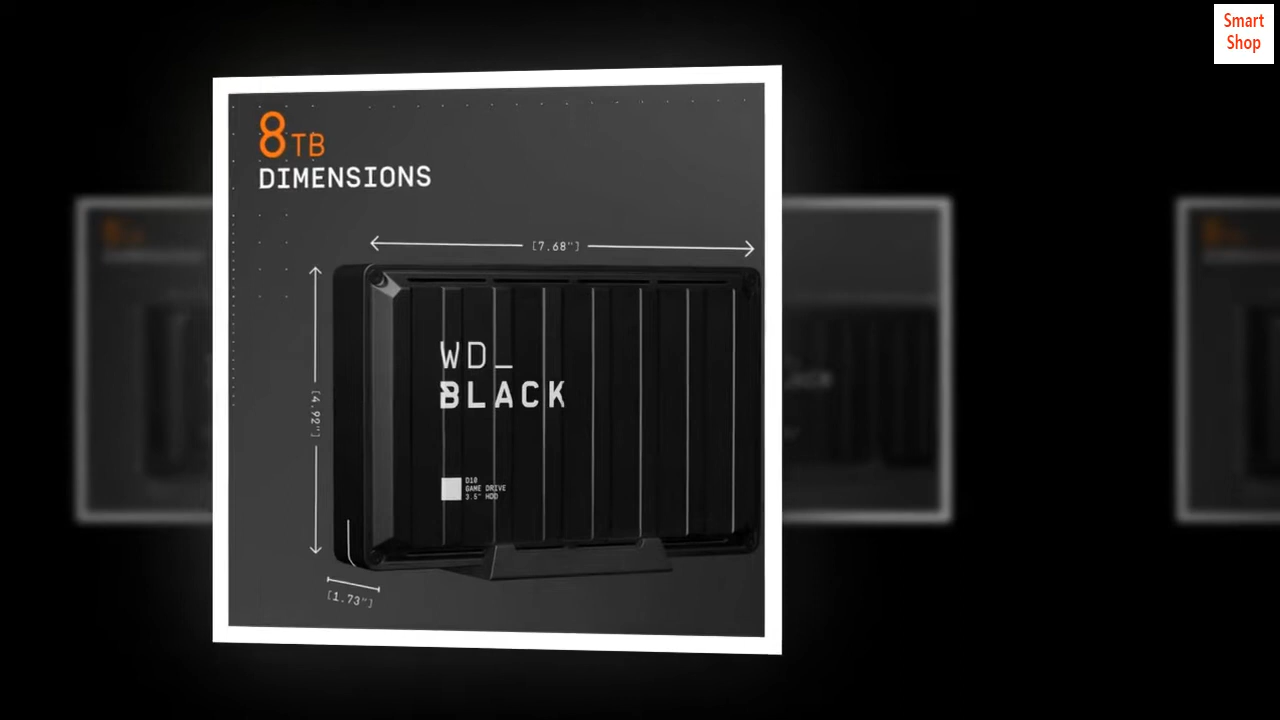 Smart
Shop
8TB
DIMENSIONS
[7.68"]
[4.92"]
WD_
BLACK
D10
GAME DRIVE
3.5" HDD
[1.73"]